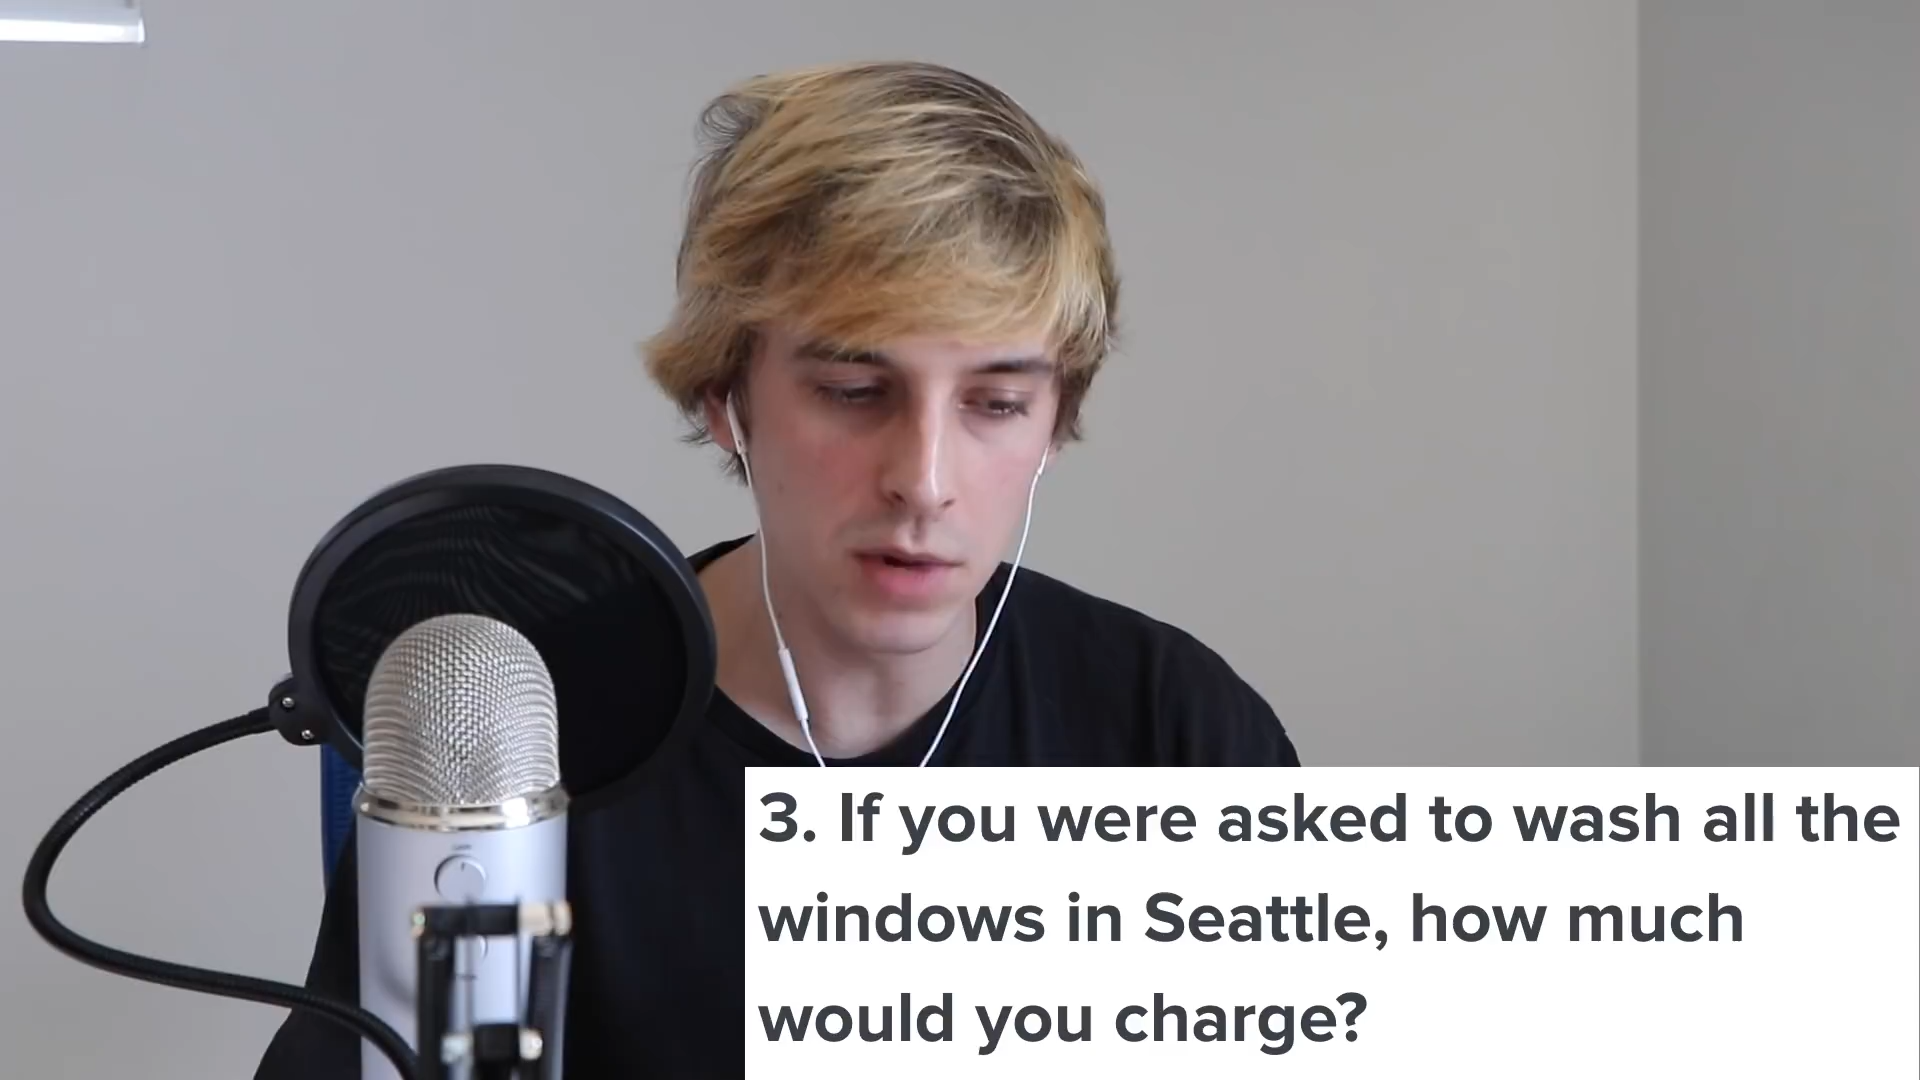 3. If you were asked to wash all the
windows in Seattle, how much
would you charge?